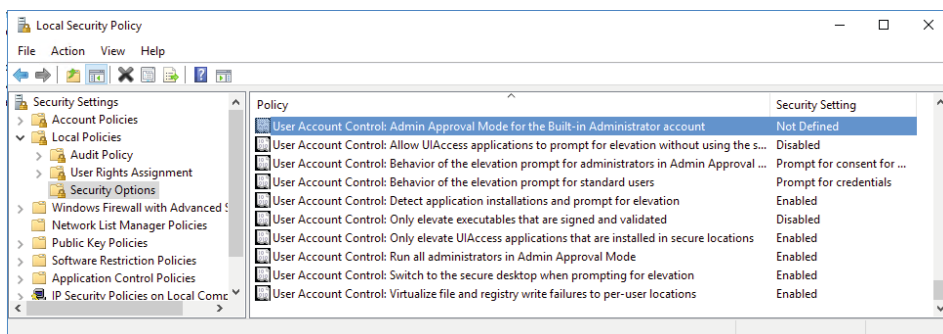 Local Security Policy
File Action View Help
Security Settings
Account Policies
Local Policies
Audit Policy
User Rights Assignment
Security Options
Windows Firewall with Advanced S
Network List Manager Policies
Public Key Policies
Software Restriction Policies
Application Control Policies
IP Security Policies on Local Comp
Policy Security Setting
User Account Control: Admin Approval Mode for the Built-in Administrator account Not Defined
User Account Control: Allow UIAccess applications to prompt for elevation without using the s... Disabled
User Account Control: Behavior of the elevation prompt for administrators in Admin Approval ... Prompt for consent for ...
User Account Control: Behavior of the elevation prompt for standard users Prompt for credentials
User Account Control: Detect application installations and prompt for elevation Enabled
User Account Control: Only elevate executables that are signed and validated Disabled
User Account Control: Only elevate UIAccess applications that are installed in secure locations Enabled
User Account Control: Run all administrators in Admin Approval Mode Enabled
User Account Control: Switch to the secure desktop when prompting for elevation Enabled
User Account Control: Virtualize file and registry write failures to per-user locations Enabled